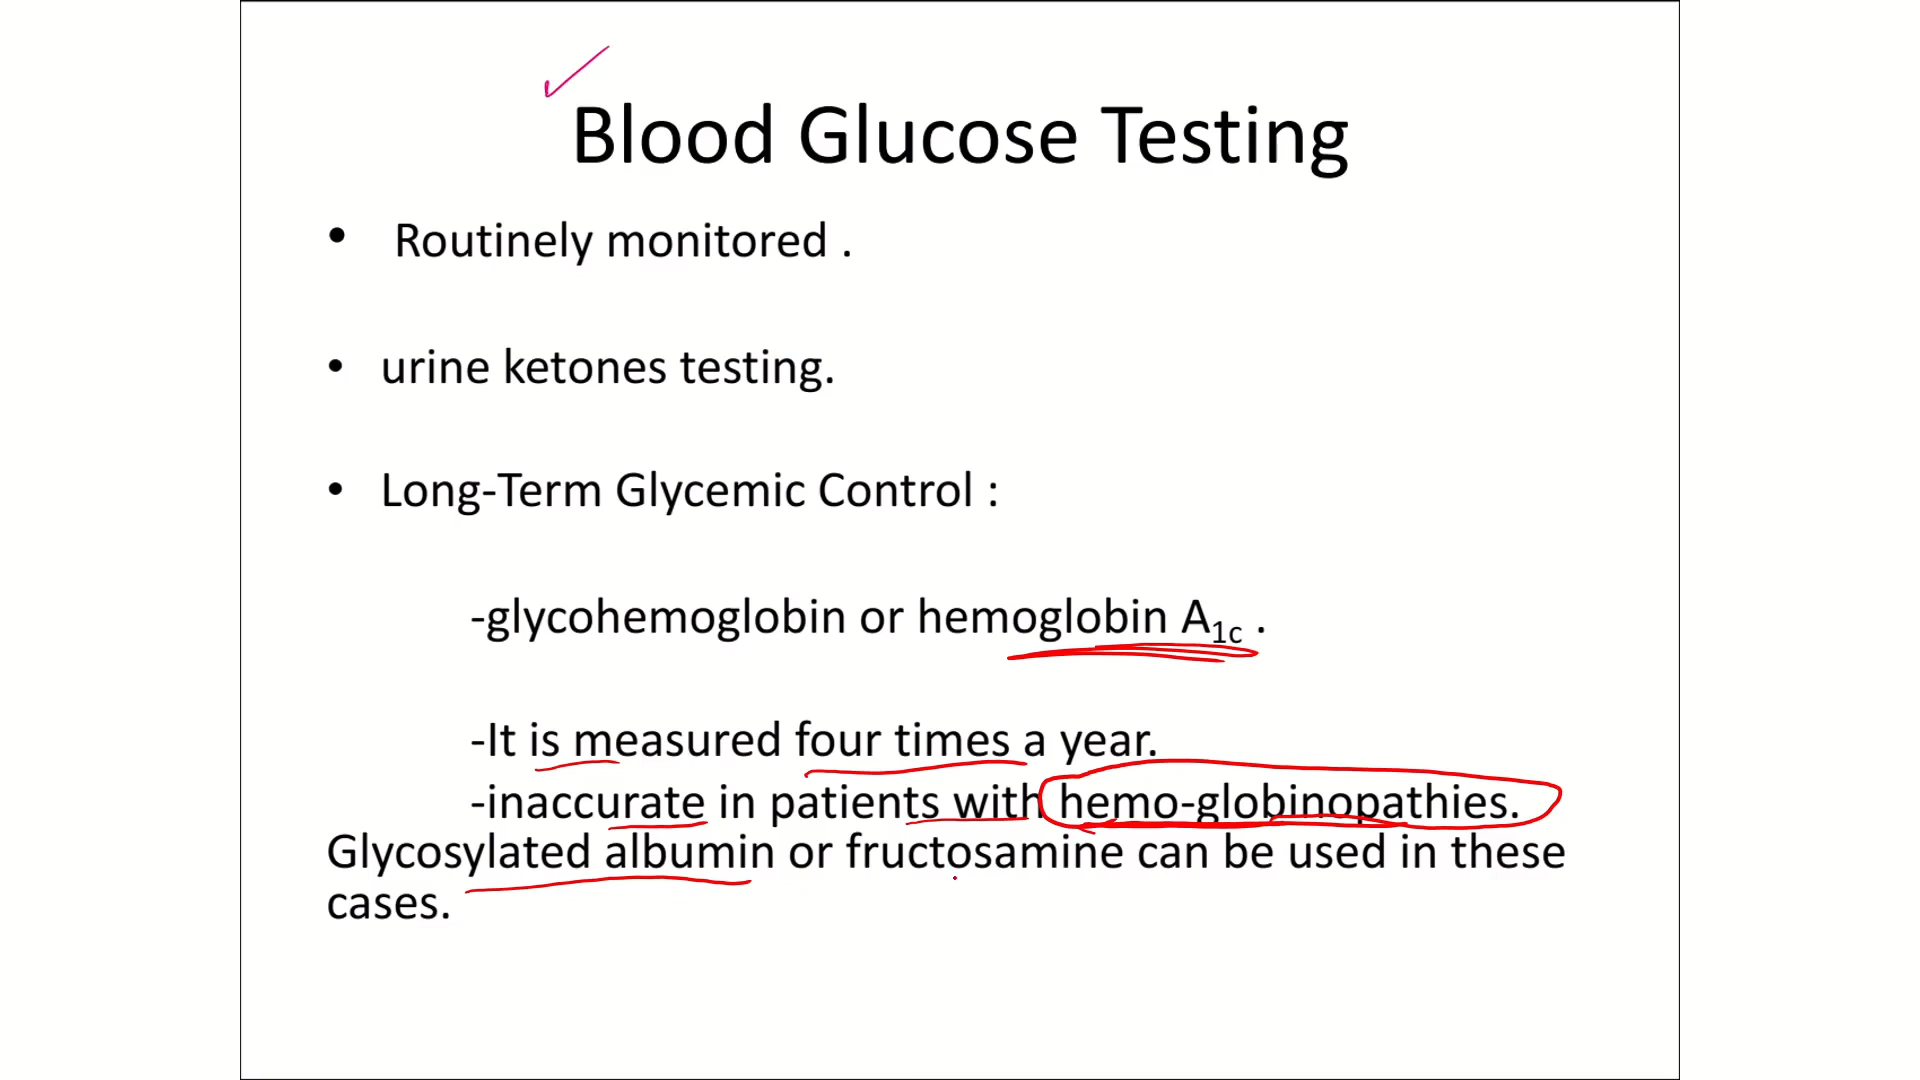 Blood Glucose Testing
• Routinely monitored .
• urine ketones testing.
• Long-Term Glycemic Control :
-glycohemoglobin or hemoglobin A1c .
-It is measured four times a year.
-inaccurate in patients with hemo-globinopathies.
Glycosylated albumin or fructosamine can be used in these
cases.